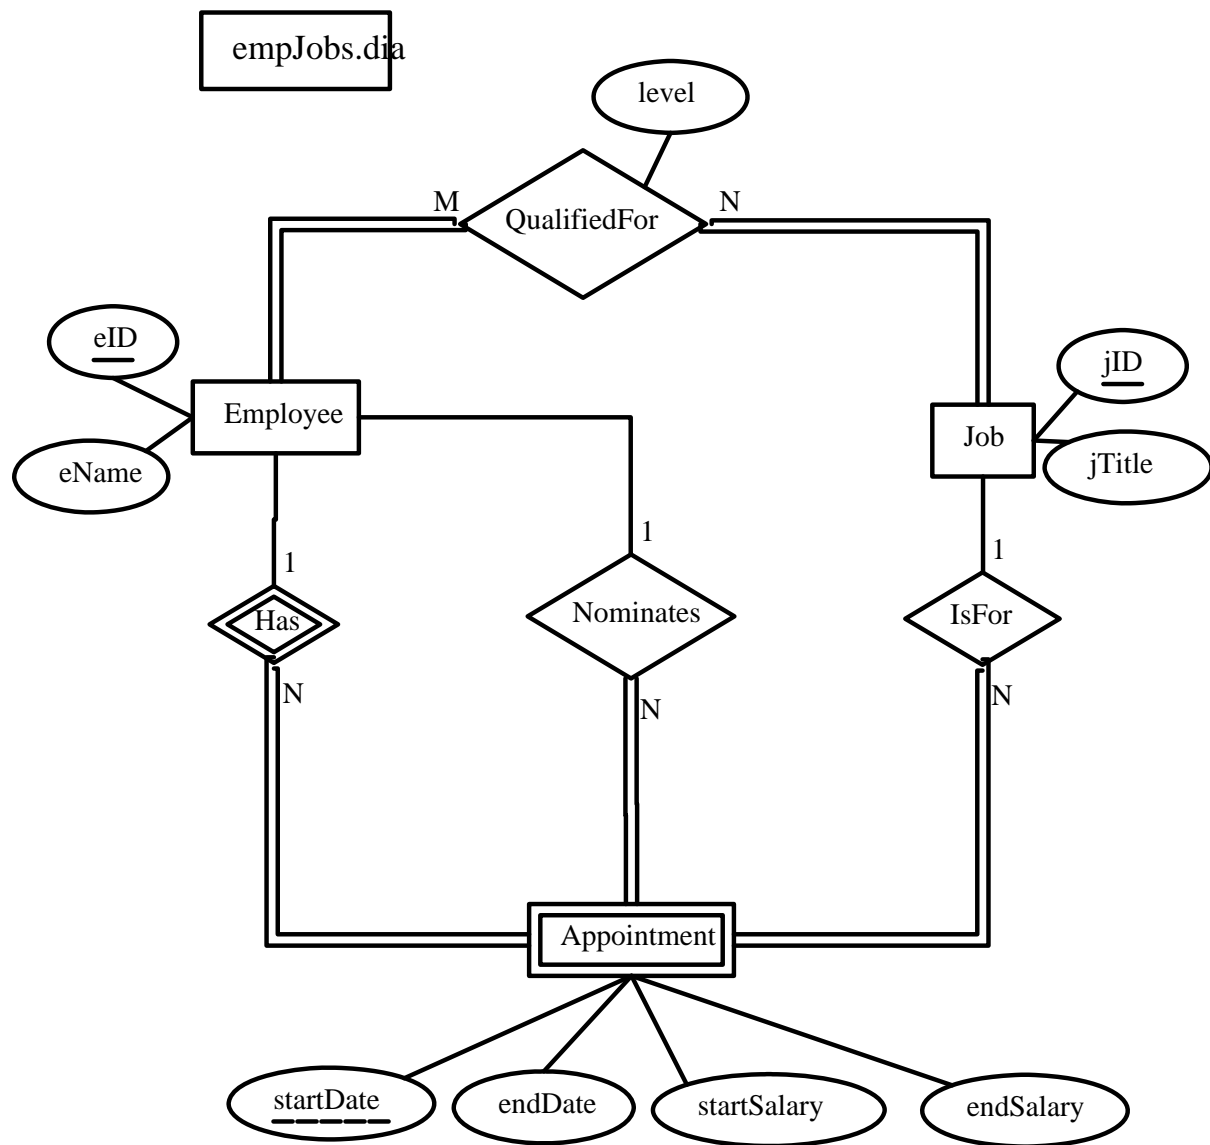 empJobs.dia
level
M
QualifiedFor
N
eID
Employee
eName
jID
Job
jTitle
1
1
1
Has
Nominates
IsFor
N
N
N
Appointment
startDate
endDate
startSalary
endSalary